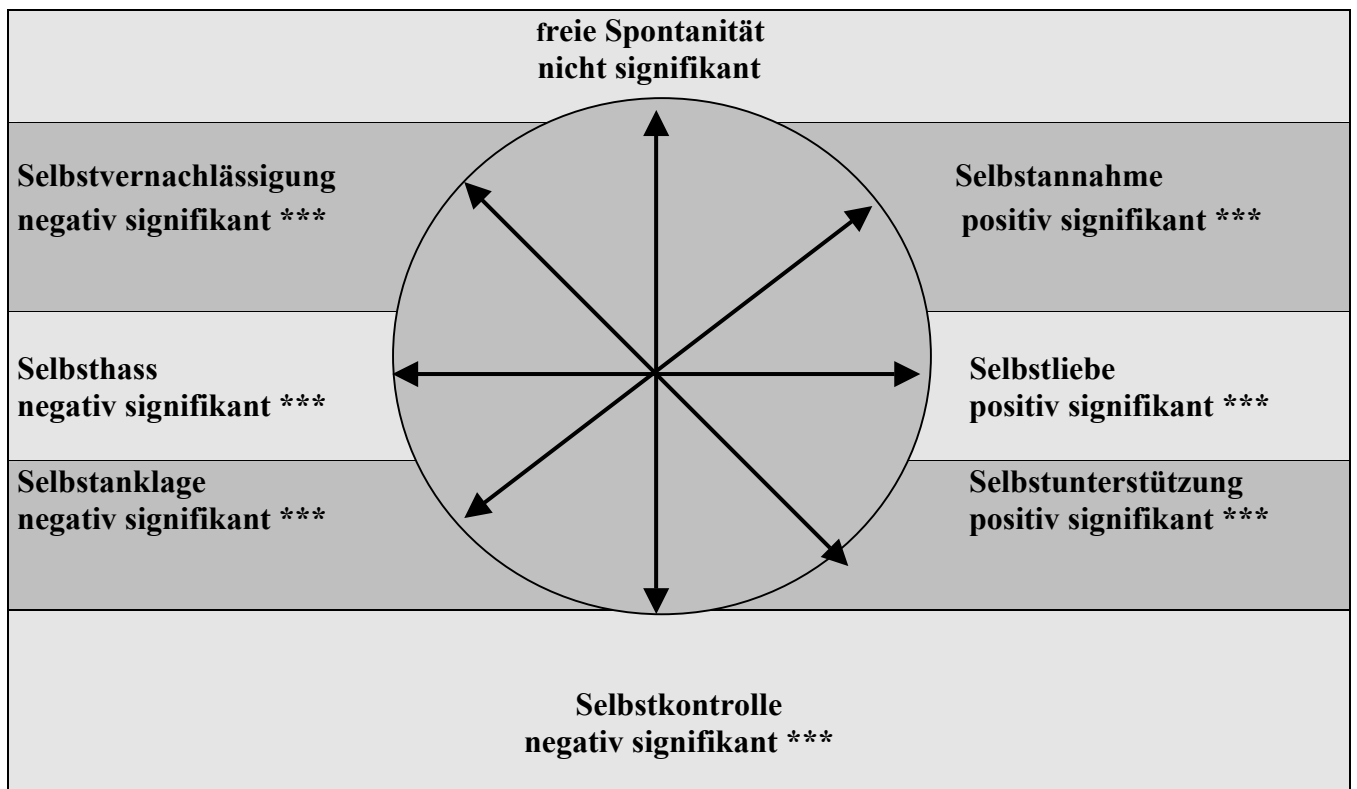 freie Spontanität
nicht signifikant
Selbstvernachlässigung
negativ signifikant ***
Selbstannahme
positiv signifikant ***
Selbsthass
negativ signifikant ***
Selbstliebe
positiv signifikant ***
Selbstanklage
negativ signifikant ***
Selbstunterstützung
positiv signifikant ***
Selbstkontrolle
negativ signifikant ***